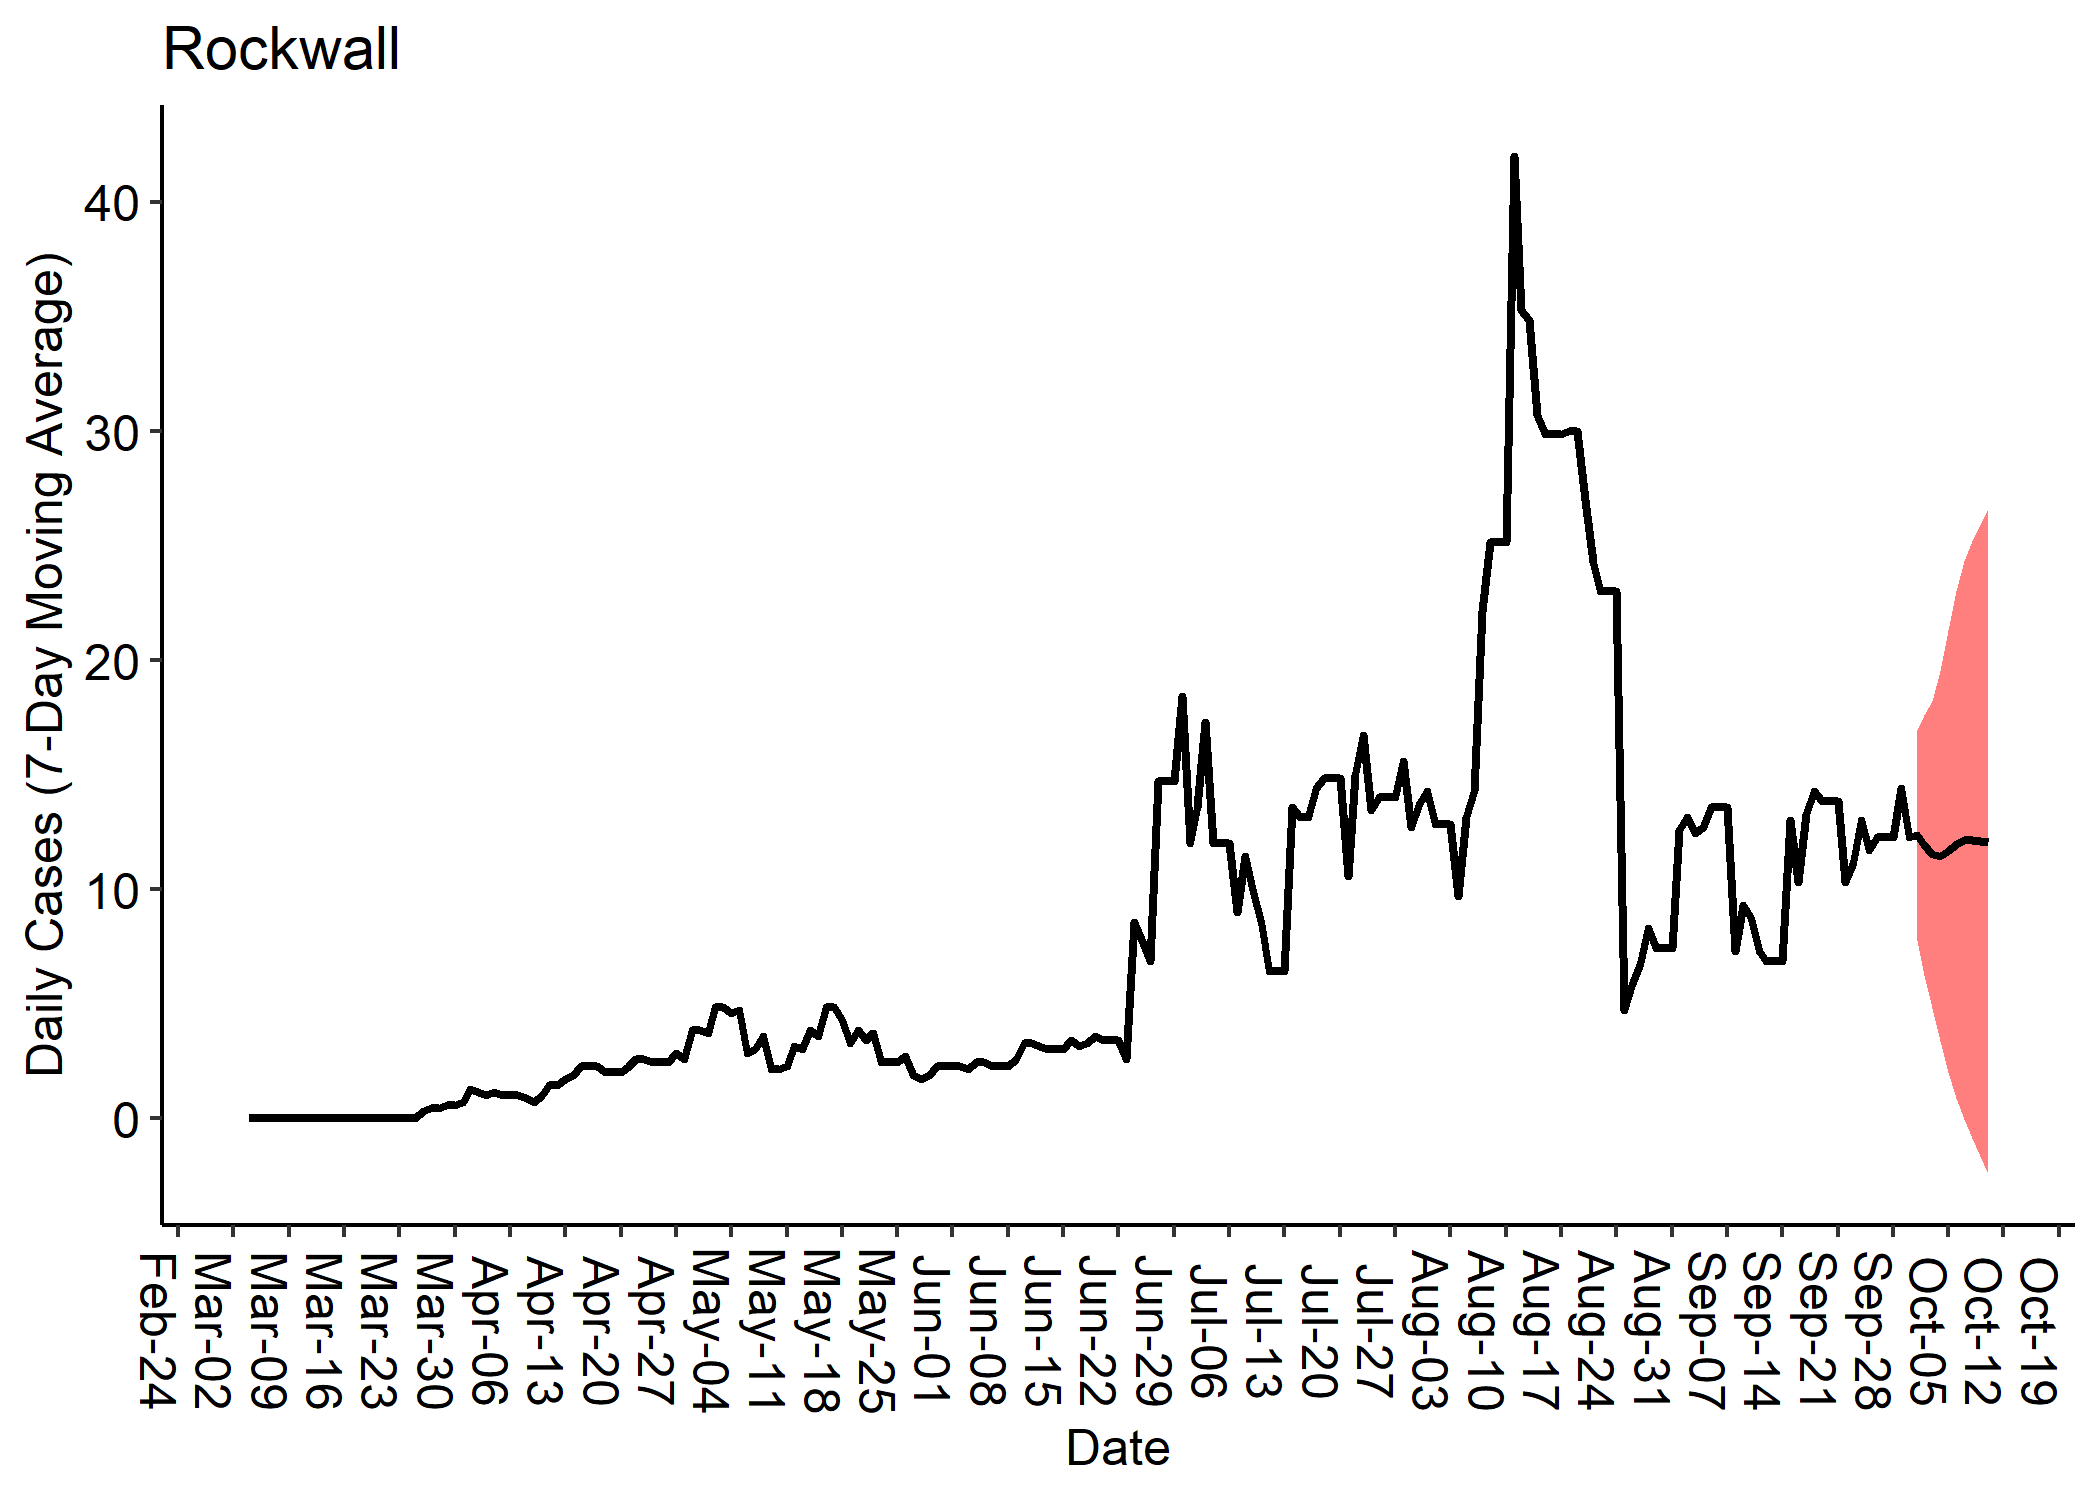 Rockwall
Daily Cases (7-Day Moving Average)
40
30
20
10
0
Feb-24
Mar-02
Mar-09
Mar-16
Mar-23
Mar-30
Apr-06
Apr-13
Apr-20
Apr-27
May-04
May-11
May-18
May-25
Jun-01
Jun-08
Jun-15
Jun-22
Jun-29
Jul-06
Jul-13
Jul-20
Jul-27
Aug-03
Aug-10
Aug-17
Aug-24
Aug-31
Sep-07
Sep-14
Sep-21
Sep-28
Oct-05
Oct-12
Oct-19
Date